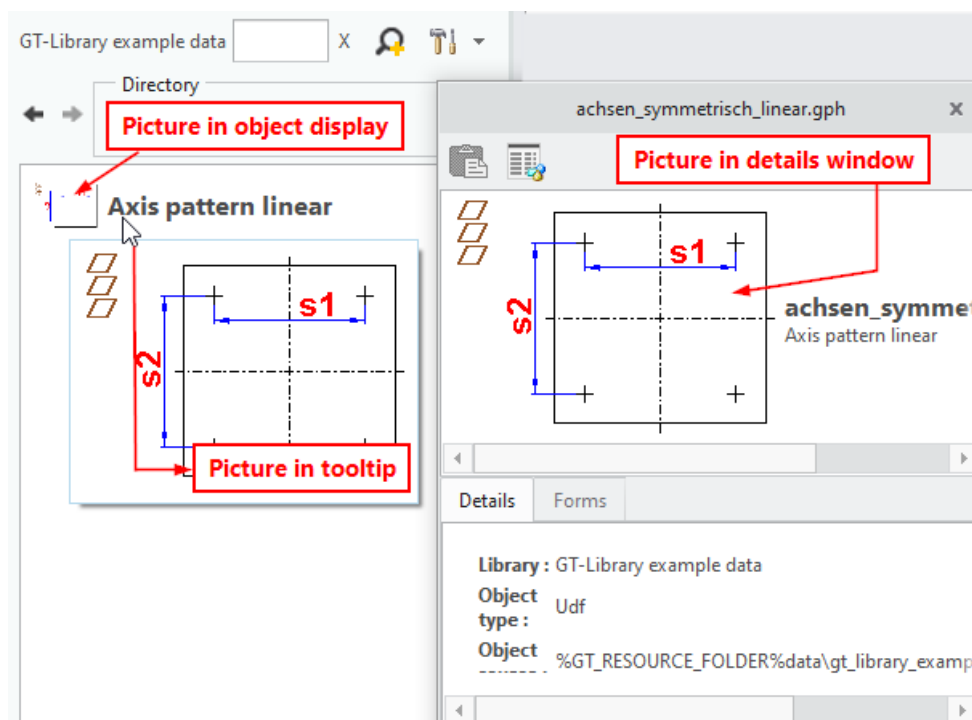 GT-Library example data X
Directory
Picture in object display
Axis pattern linear
s1
s2
Picture in tooltip
achsen_symmetrisch_linear.gph x
Picture in details window
s1
s2
achsen_symmet
Axis pattern linear
Details Forms
Library : GT-Library example data
Object type : Udf
Object %GT_RESOURCE_FOLDER%data\gt_library_examp